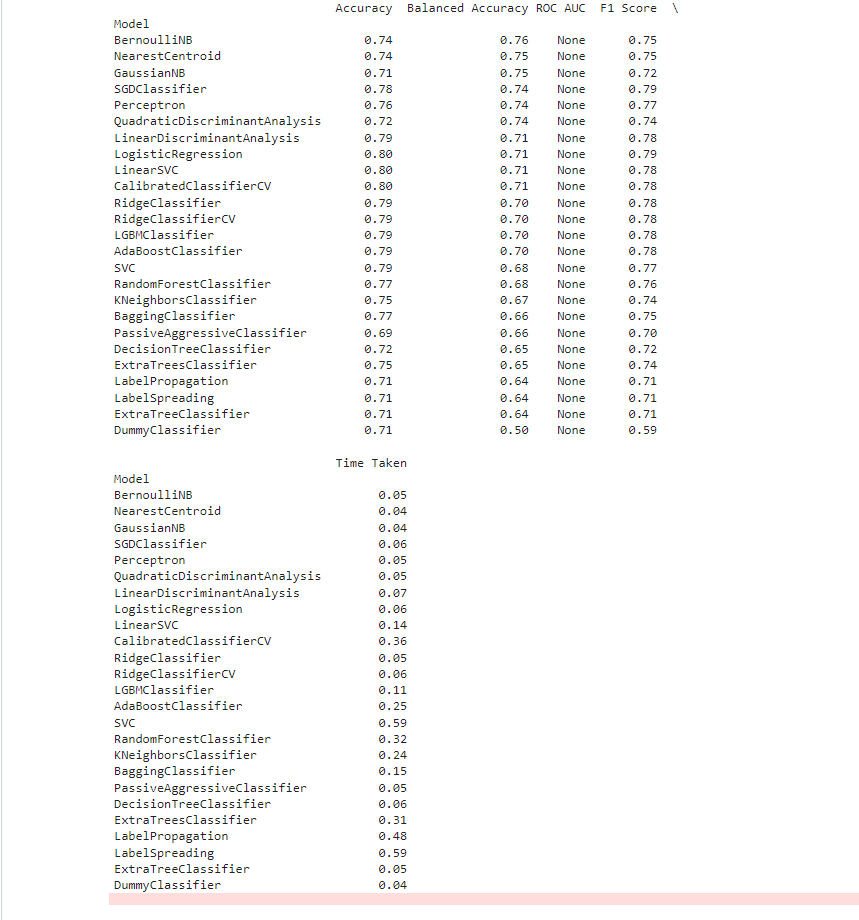 Accuracy Balanced Accuracy ROC AUC F1 Score \
Model
BernoulliNB 0.74 0.76 None 0.75
NearestCentroid 0.74 0.75 None 0.75
GaussianNB 0.71 0.75 None 0.72
SGDClassifier 0.78 0.74 None 0.79
Perceptron 0.76 0.74 None 0.77
QuadraticDiscriminantAnalysis 0.72 0.74 None 0.74
LinearDiscriminantAnalysis 0.79 0.71 None 0.78
LogisticRegression 0.80 0.71 None 0.79
LinearSVC 0.80 0.71 None 0.78
CalibratedClassifierCV 0.80 0.71 None 0.78
RidgeClassifier 0.79 0.70 None 0.78
RidgeClassifierCV 0.79 0.70 None 0.78
LGBMClassifier 0.79 0.70 None 0.78
AdaBoostClassifier 0.79 0.70 None 0.78
SVC 0.79 0.68 None 0.77
RandomForestClassifier 0.77 0.68 None 0.76
KNeighborsClassifier 0.75 0.67 None 0.74
BaggingClassifier 0.77 0.66 None 0.75
PassiveAggressiveClassifier 0.69 0.66 None 0.70
DecisionTreeClassifier 0.72 0.65 None 0.72
ExtraTreesClassifier 0.75 0.65 None 0.74
LabelPropagation 0.71 0.64 None 0.71
LabelSpreading 0.71 0.64 None 0.71
ExtraTreeClassifier 0.71 0.64 None 0.71
DummyClassifier 0.71 0.50 None 0.59
Time Taken
Model
BernoulliNB 0.05
NearestCentroid 0.04
GaussianNB 0.04
SGDClassifier 0.06
Perceptron 0.05
QuadraticDiscriminantAnalysis 0.05
LinearDiscriminantAnalysis 0.07
LogisticRegression 0.06
LinearSVC 0.14
CalibratedClassifierCV 0.36
RidgeClassifier 0.05
RidgeClassifierCV 0.06
LGBMClassifier 0.11
AdaBoostClassifier 0.25
SVC 0.59
RandomForestClassifier 0.32
KNeighborsClassifier 0.24
BaggingClassifier 0.15
PassiveAggressiveClassifier 0.05
DecisionTreeClassifier 0.06
ExtraTreesClassifier 0.31
LabelPropagation 0.48
LabelSpreading 0.59
ExtraTreeClassifier 0.05
DummyClassifier 0.04